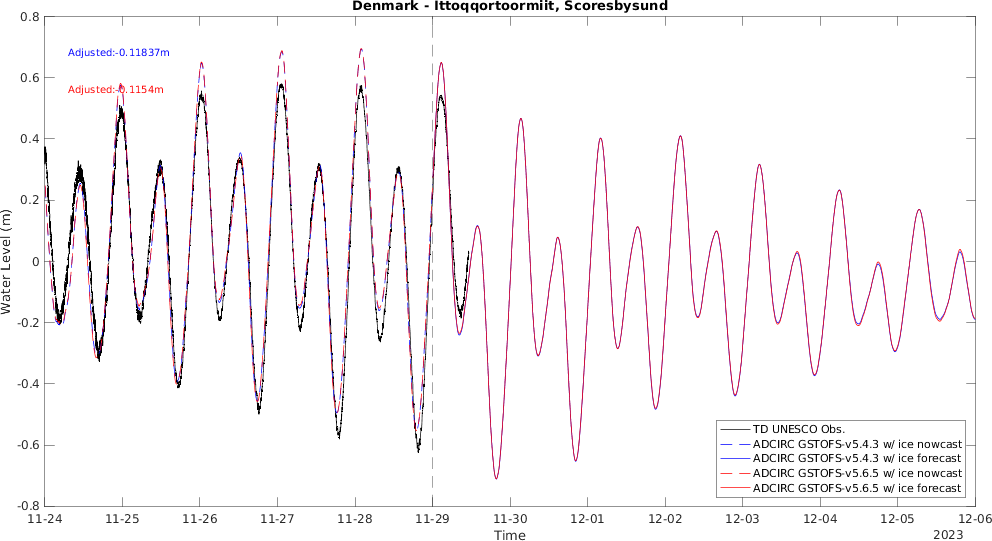 Denmark - Ittoqqortoormiit, Scoresbysund
Adjusted:-0.11837m
Adjusted:-0.1154m
Water Level (m)
0.8
0.6
0.4
0.2
0
-0.2
-0.4
-0.6
-0.8
TD UNESCO Obs.
ADCIRC GSTOFS-v5.4.3 w/ ice nowcast
ADCIRC GSTOFS-v5.4.3 w/ ice forecast
ADCIRC GSTOFS-v5.6.5 w/ ice nowcast
ADCIRC GSTOFS-v5.6.5 w/ ice forecast
11-24 11-25 11-26 11-27 11-28 11-29 11-30 12-01 12-02 12-03 12-04 12-05 12-06
Time
2023